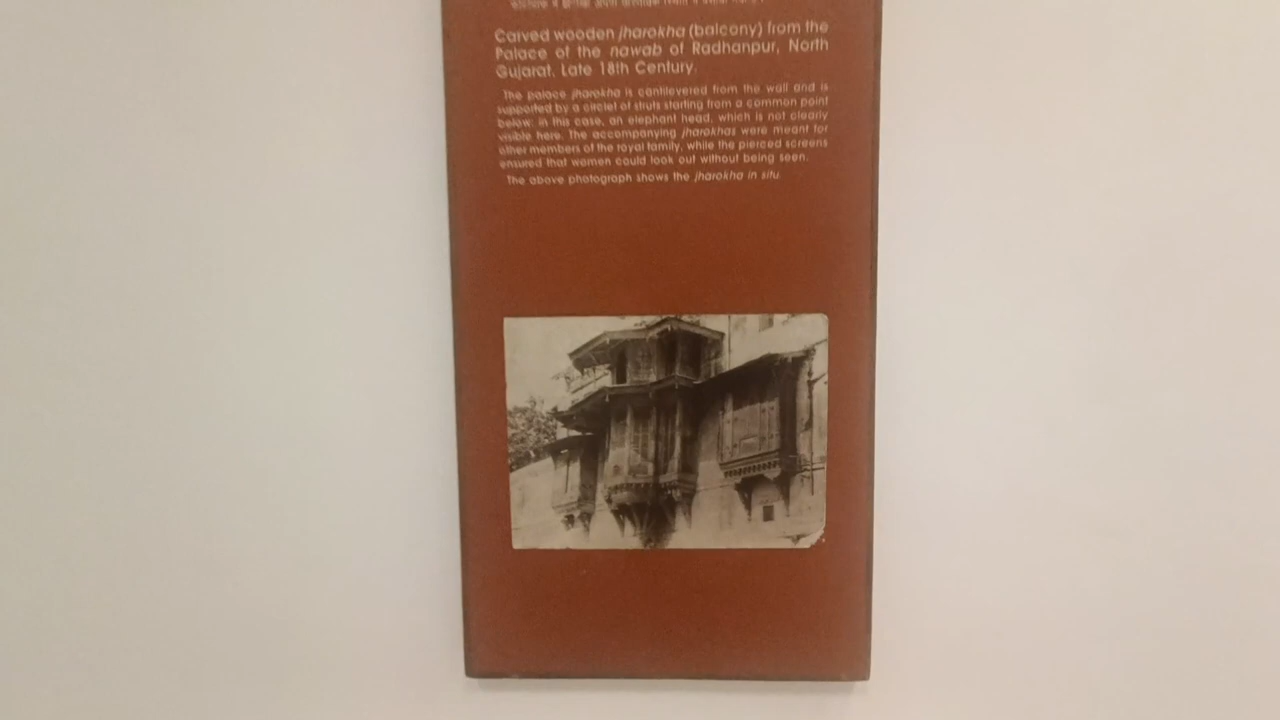 Carved wooden jharokha (balcony) from the
Palace of the nawab of Radhanpur, North
Gujarat. Late 18th Century.
The palace jharokha is cantilevered from the wall and is
supported by a circlet of struts starting from a common point
below: in this case, an elephant head, which is not clearly
visible here. The accompanying jharokhas were meant for
other members of the royal family, while the pierced screens
ensured that women could look out without being seen.
The above photograph shows the jharokha in situ.